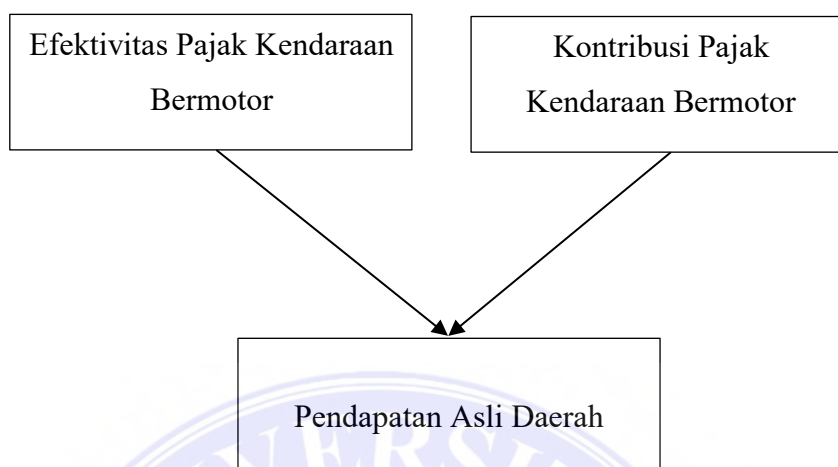 Efektivitas Pajak Kendaraan
Bermotor
Kontribusi Pajak
Kendaraan Bermotor
Pendapatan Asli Daerah